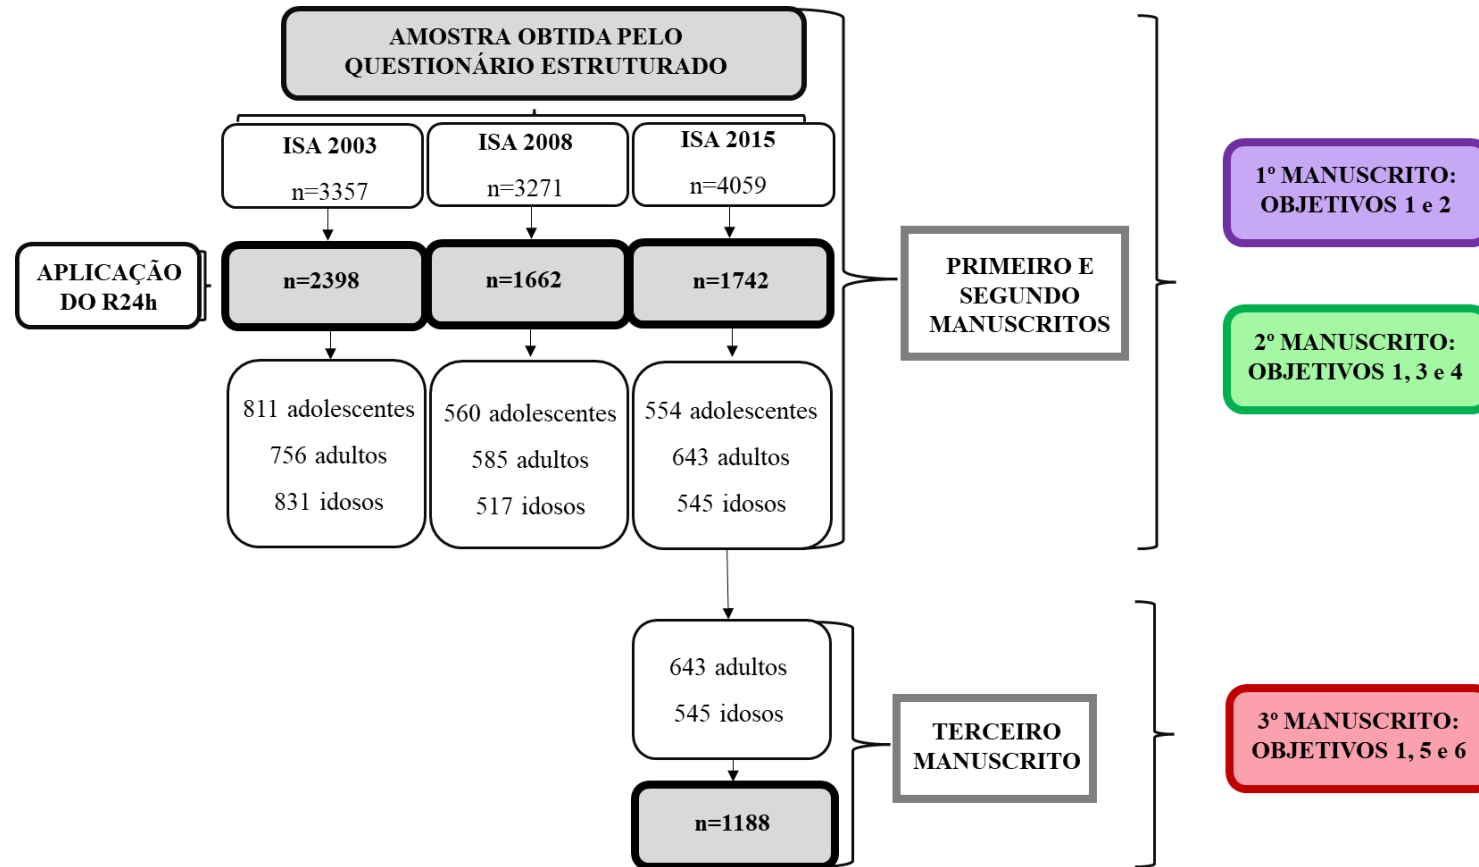 AMOSTRA OBTIDA PELO
QUESTIONÁRIO ESTRUTURADO
ISA 2003
n=3357
ISA 2008
n=3271
ISA 2015
n=4059
APLICAÇÃO
DO R24h
n=2398
n=1662
n=1742
811 adolescentes
756 adultos
831 idosos
560 adolescentes
585 adultos
517 idosos
554 adolescentes
643 adultos
545 idosos
PRIMEIRO E
SEGUNDO
MANUSCRITOS
1º MANUSCRITO:
OBJETIVOS 1 e 2
2º MANUSCRITO:
OBJETIVOS 1, 3 e 4
643 adultos
545 idosos
n=1188
TERCEIRO
MANUSCRITO
3º MANUSCRITO:
OBJETIVOS 1, 5 e 6